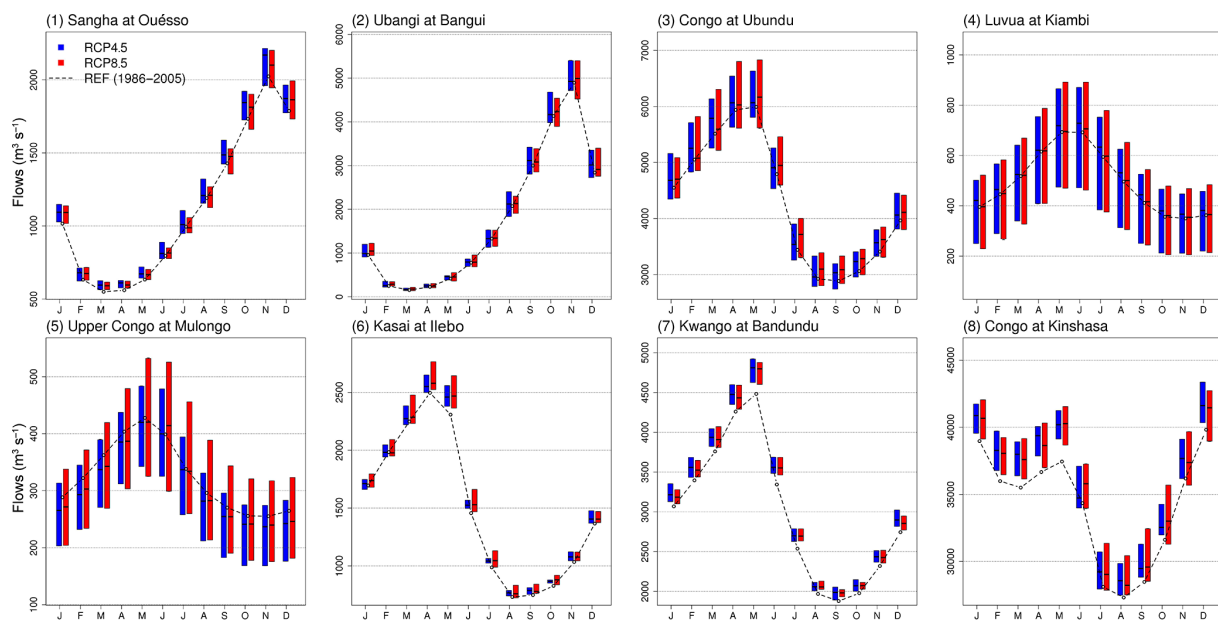 (1) Sangha at Ouésso
(2) Ubangi at Bangui
(3) Congo at Ubundu
(4) Luvua at Kiambi
RCP4.5
RCP8.5
REF (1986−2005)
Flows (m³ s⁻¹)
500 1000 1500 2000
0 1000 2000 3000 4000 5000 6000
3000 4000 5000 6000 7000
200 400 600 800 1000
J F M A M J J A S O N D
J F M A M J J A S O N D
J F M A M J J A S O N D
J F M A M J J A S O N D
(5) Upper Congo at Mulongo
(6) Kasai at Ilebo
(7) Kwango at Bandundu
(8) Congo at Kinshasa
Flows (m³ s⁻¹)
100 200 300 400 500
1000 1500 2000 2500
2000 2500 3000 3500 4000 4500 5000
30000 35000 40000 45000
J F M A M J J A S O N D
J F M A M J J A S O N D
J F M A M J J A S O N D
J F M A M J J A S O N D